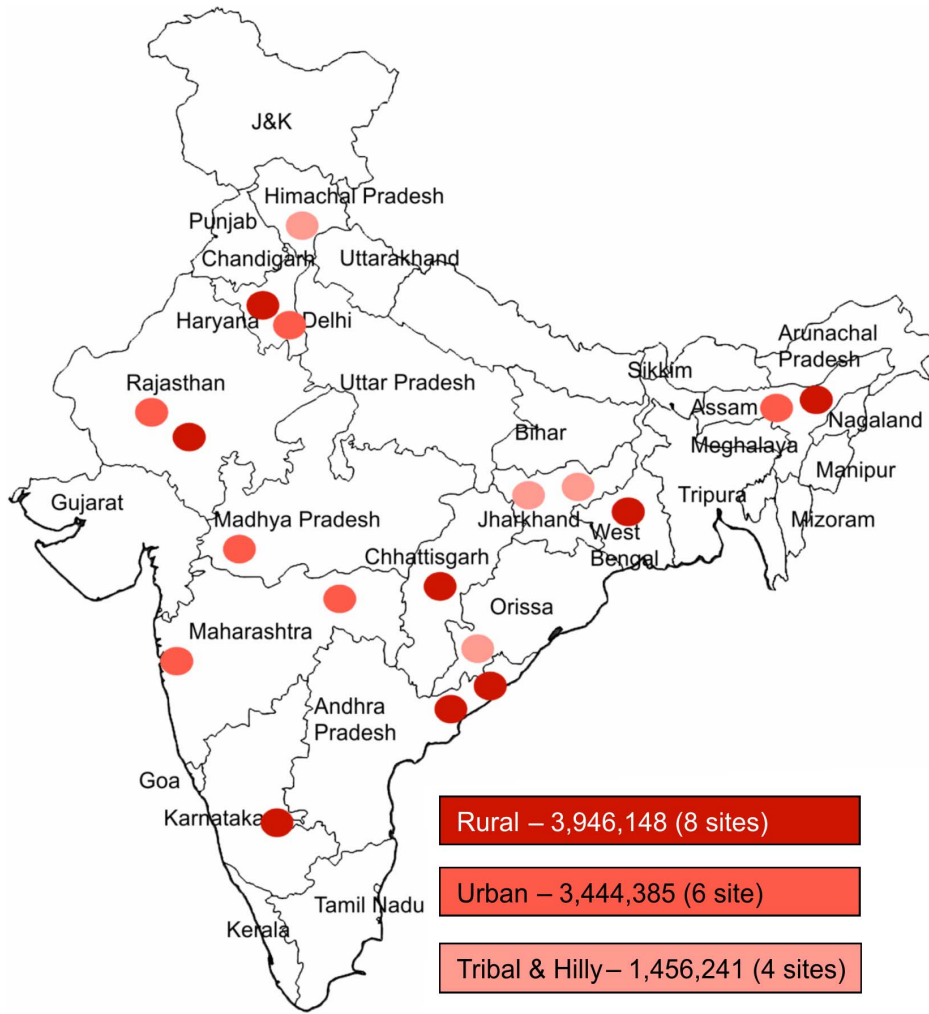 J&K
Himachal Pradesh
Punjab
Chandigarh
Uttarakhand
Haryana
Delhi
Arunachal
Pradesh
Sikkim
Rajasthan
Uttar Pradesh
Assam
Nagaland
Bihar
Meghalaya
Manipur
Gujarat
Tripura
Madhya Pradesh
Jharkhand
Mizoram
West
Bengal
Chhattisgarh
Orissa
Maharashtra
Andhra
Pradesh
Goa
Karnataka
Rural – 3,946,148 (8 sites)
Urban – 3,444,385 (6 site)
Tamil Nadu
Kerala
Tribal & Hilly – 1,456,241 (4 sites)